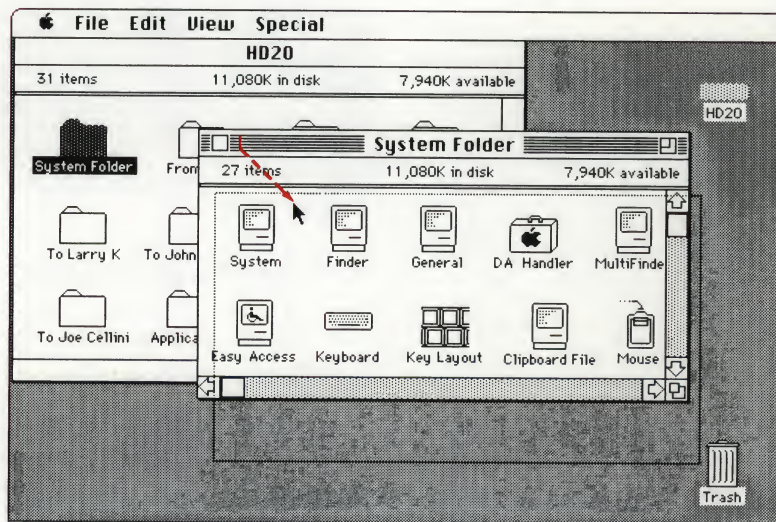 File Edit View Special
HD20
31 items 11,080K in disk 7,940K available
HD20
System Folder
From
System Folder
27 items 11,080K in disk 7,940K available
To Larry K
To John
System Finder General DA Handler MultiFinde
To Joe Cellini
Applica
Easy Access Keyboard Key Layout Clipboard File Mouse
Trash